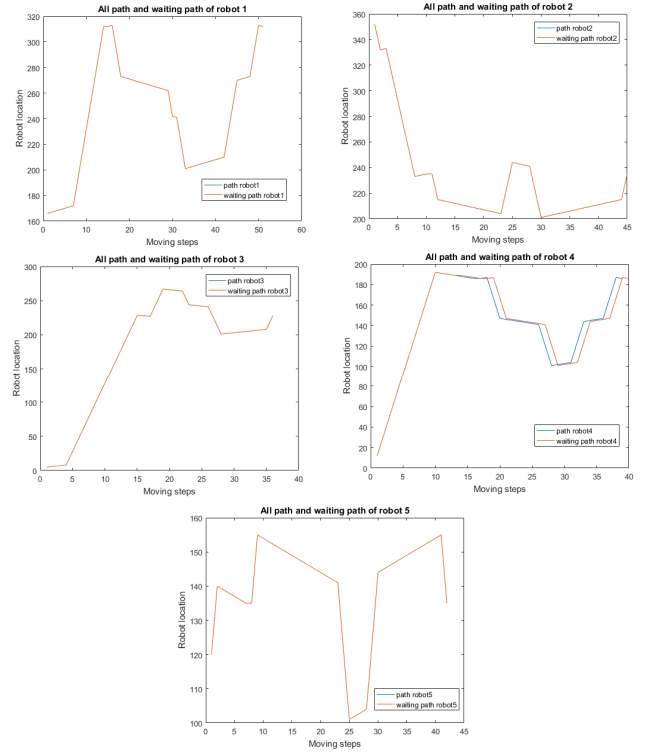 All path and waiting path of robot 1
320
300
280
260
240
220
200
180
160
Robot location
path robot1
waiting path robot1
0 10 20 30 40 50 60
Moving steps
All path and waiting path of robot 2
360
340
320
300
280
260
240
220
200
Robot location
path robot2
waiting path robot2
0 5 10 15 20 25 30 35 40 45
Moving steps
All path and waiting path of robot 3
300
250
200
150
100
50
0
Robot location
path robot3
waiting path robot3
0 5 10 15 20 25 30 35 40
Moving steps
All path and waiting path of robot 4
200
180
160
140
120
100
80
60
40
20
0
Robot location
path robot4
waiting path robot4
0 5 10 15 20 25 30 35 40
Moving steps
All path and waiting path of robot 5
160
150
140
130
120
110
100
Robot location
path robot5
waiting path robot5
0 5 10 15 20 25 30 35 40 45
Moving steps